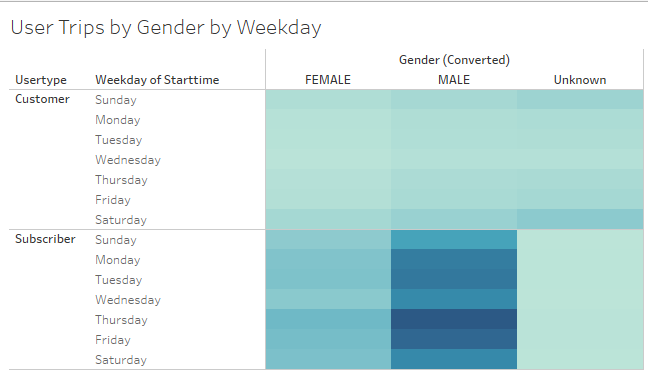 User Trips by Gender by Weekday
Gender (Converted)
Usertype Weekday of Starttime FEMALE MALE Unknown
Customer Sunday
Monday
Tuesday
Wednesday
Thursday
Friday
Saturday
Subscriber Sunday
Monday
Tuesday
Wednesday
Thursday
Friday
Saturday